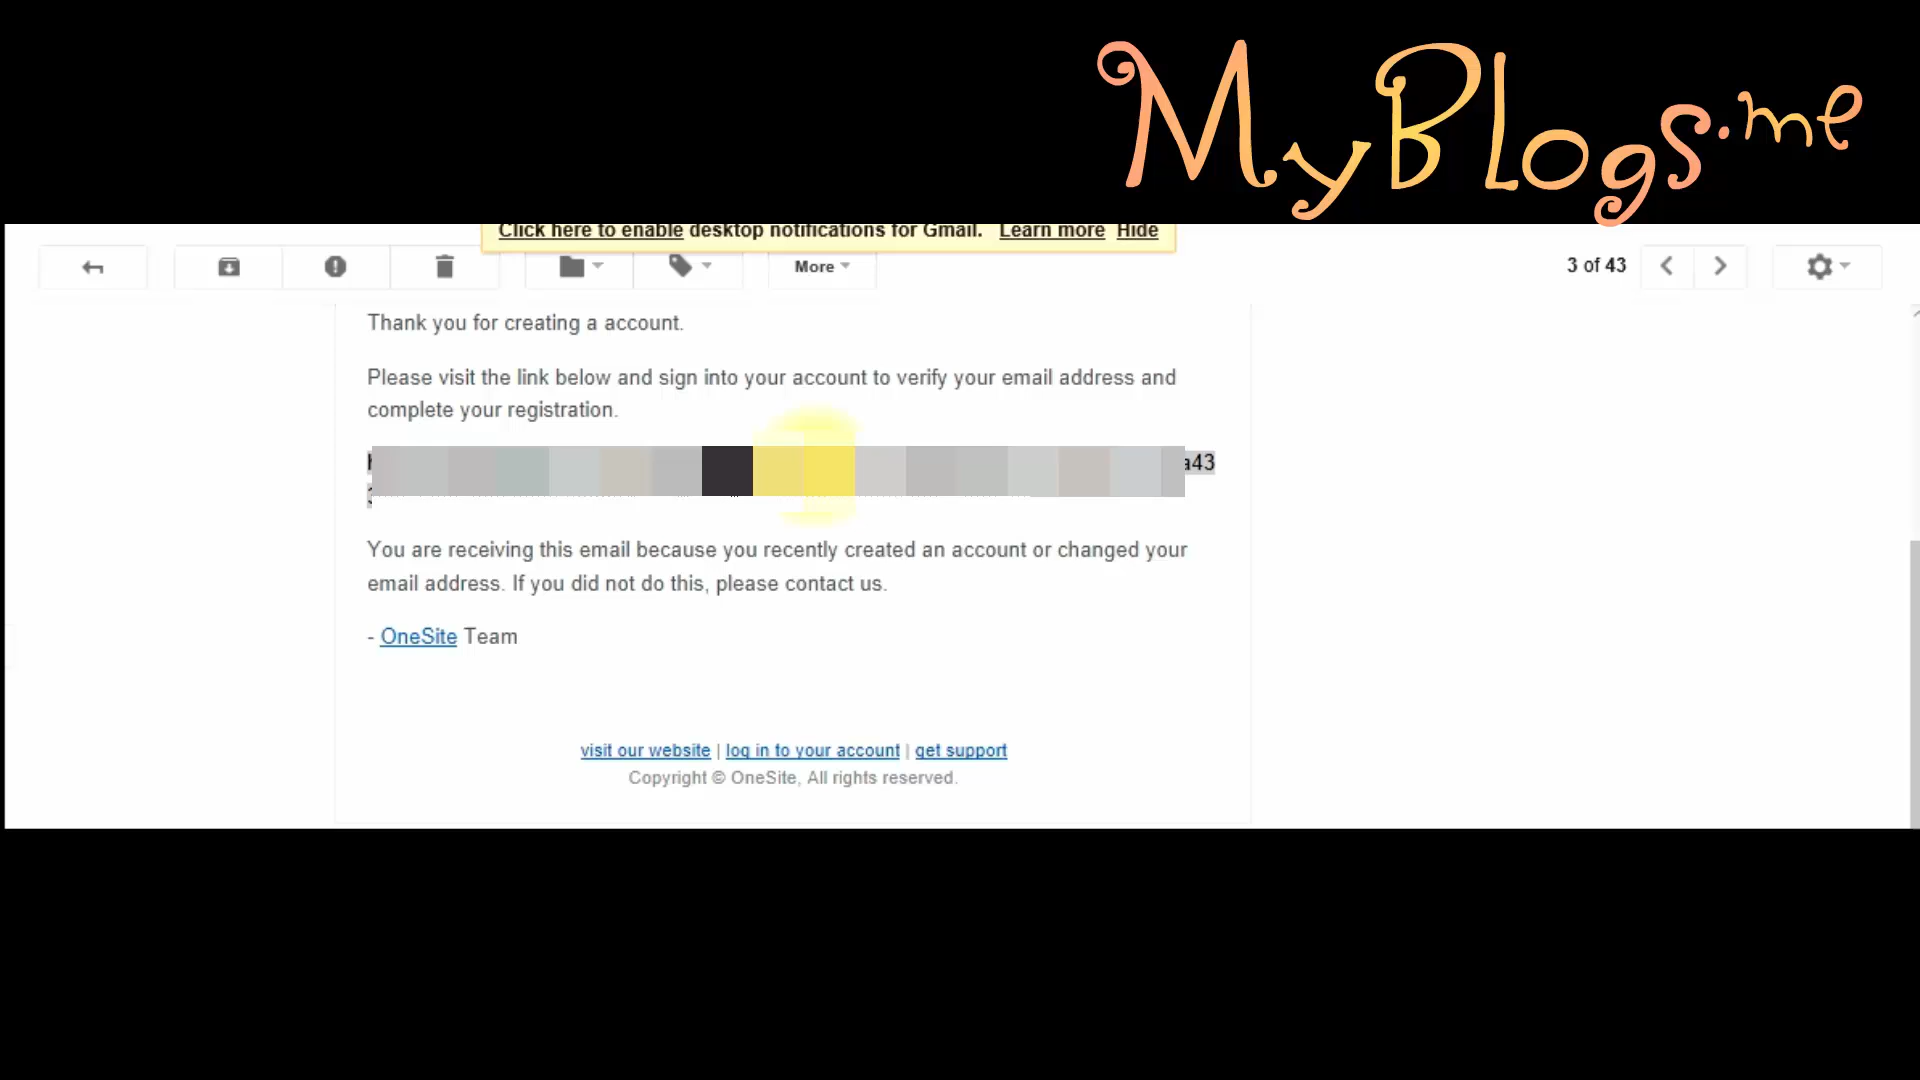 MyBlogs.me
Click here to enable desktop notifications for Gmail. Learn more Hide
More
3 of 43
Thank you for creating a account.
Please visit the link below and sign into your account to verify your email address and
complete your registration.
a43
You are receiving this email because you recently created an account or changed your
email address. If you did not do this, please contact us.
- OneSite Team
visit our website | log in to your account | get support
Copyright © OneSite, All rights reserved.